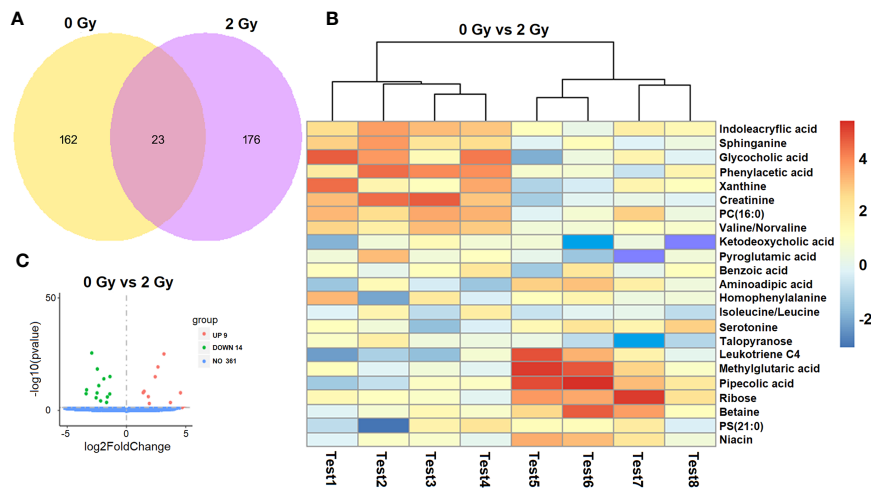 A
0 Gy
2 Gy
162
23
176
B
0 Gy vs 2 Gy
Indoleacryflic acid
Sphinganine
Glycocholic acid
Phenylacetic acid
Xanthine
Creatinine
PC(16:0)
Valine/Norvaline
Ketodeoxycholic acid
Pyroglutamic acid
Benzoic acid
Aminoadipic acid
Homophenylalanine
Isoleucine/Leucine
Serotonine
Talopyranose
Leukotriene C4
Methylglutaric acid
Pipecolic acid
Ribose
Betaine
PS(21:0)
Niacin
Test1
Test2
Test3
Test4
Test5
Test6
Test7
Test8
4
2
0
-2
C
0 Gy vs 2 Gy
50
0
-log10(pvalue)
-5
0
5
log2FoldChange
group
UP 9
DOWN 14
NO 361